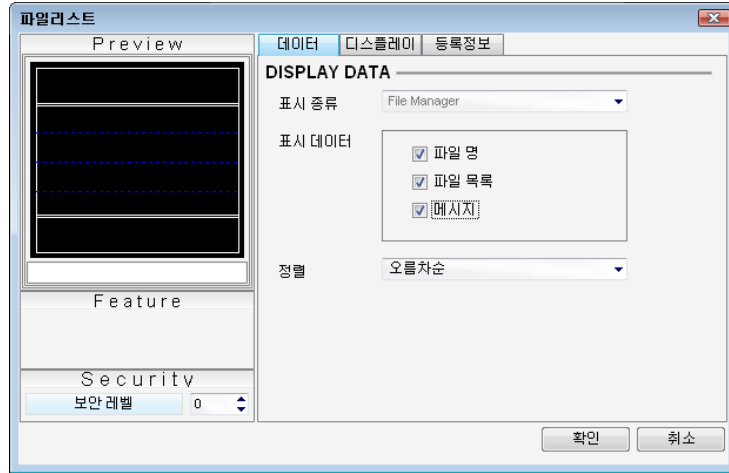 파일리스트
Preview
Feature
Security
보안 레벨 0
데이터 디스플레이 등록정보
DISPLAY DATA
표시 종류 File Manager
표시 데이터
파일 명
파일 목록
메시지
정렬 오름차순
확인 취소